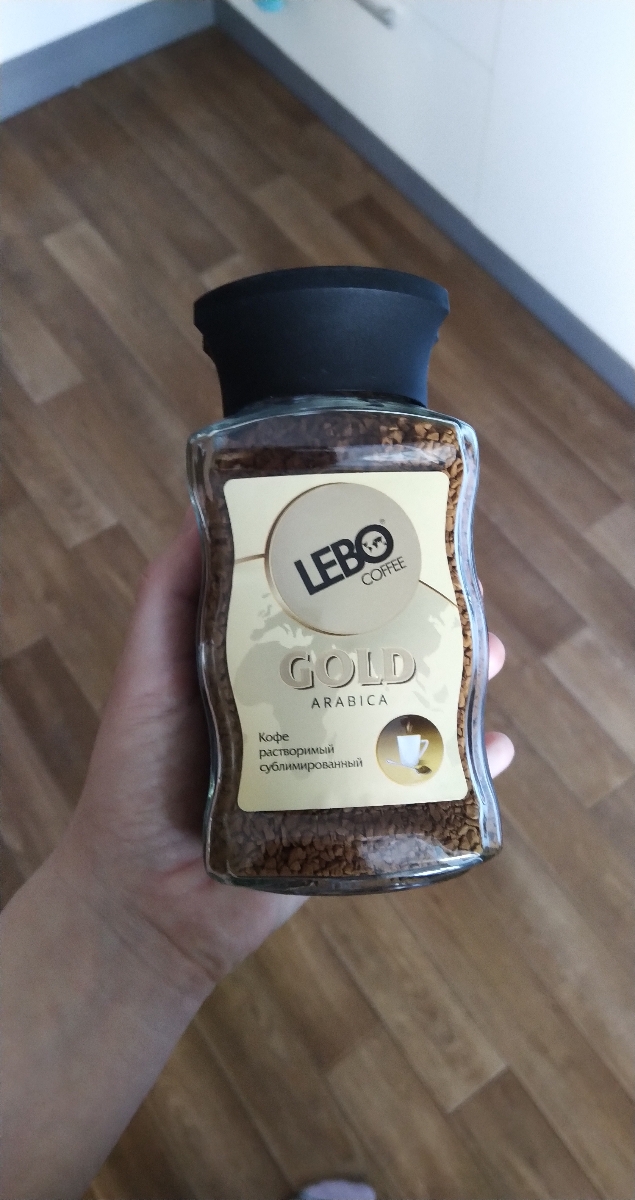 LEBO®
COFFEE
GOLD
ARABICA
Кофе
растворимый
сублимированный